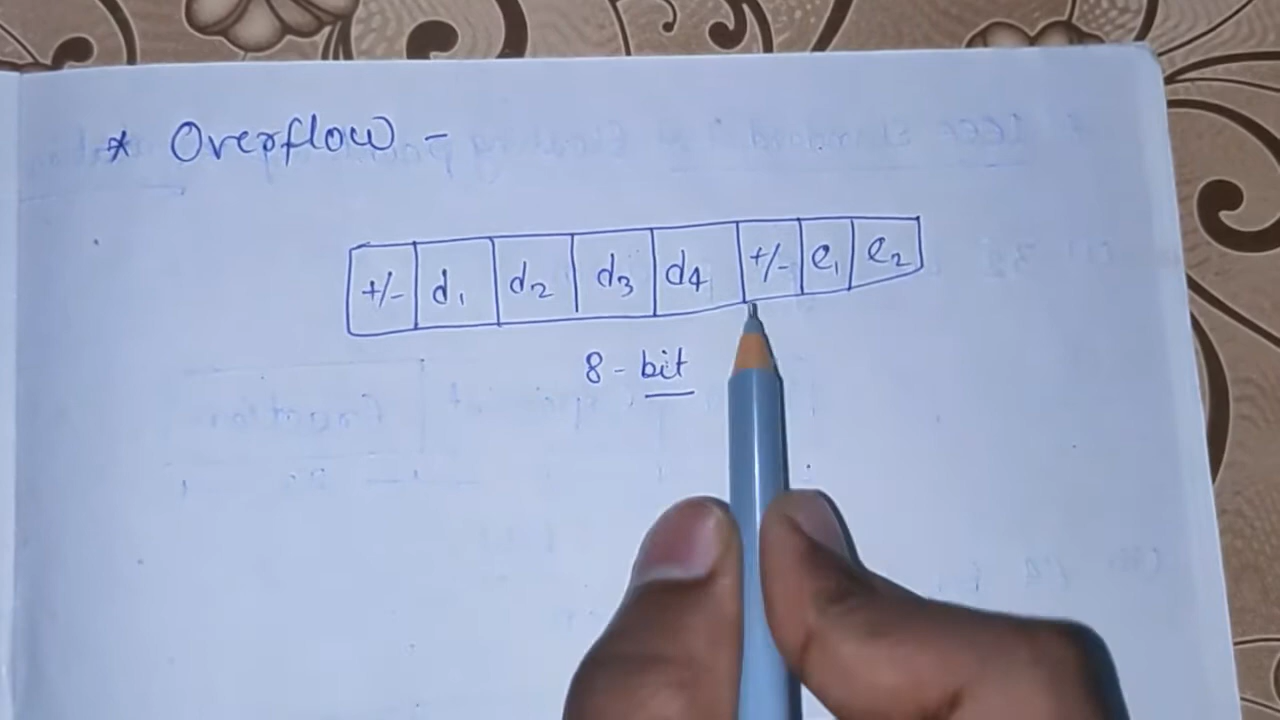 * Overflow -
+/- d1 d2 d3 d4 +/- e1 e2
8-bit